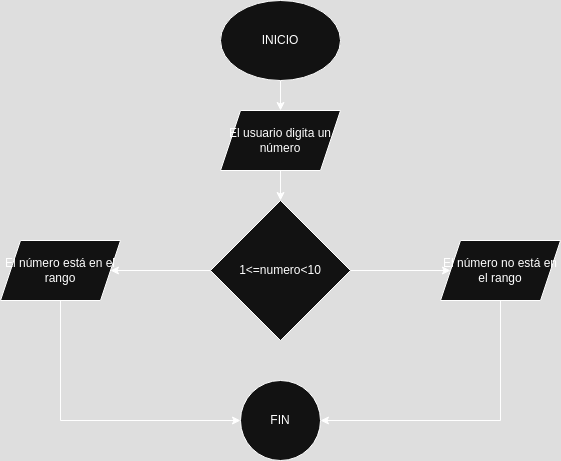 INICIO
El usuario digita un
número
1<=numero<10
El número está en el
rango
El número no está en
el rango
FIN